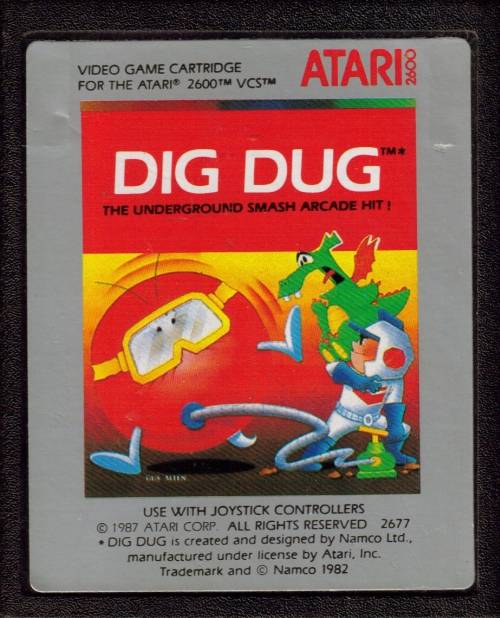 VIDEO GAME CARTRIDGE
FOR THE ATARI® 2600™ VCS™
ATARI 2600
DIG DUG™*
THE UNDERGROUND SMASH ARCADE HIT!
GUS ALLEN
USE WITH JOYSTICK CONTROLLERS
© 1987 ATARI CORP. ALL RIGHTS RESERVED 2677
• DIG DUG is created and designed by Namco Ltd.,
manufactured under license by Atari, Inc.
Trademark and © Namco 1982